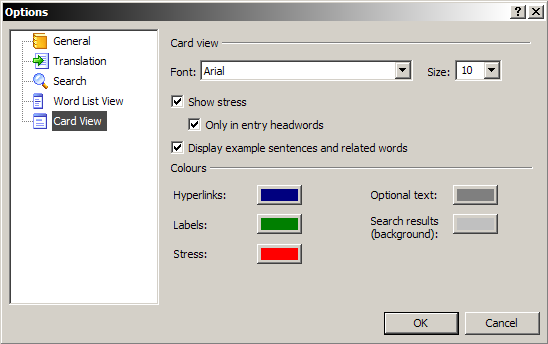 Options
General
Translation
Search
Word List View
Card View
Card view
Font: Arial Size: 10
Show stress
Only in entry headwords
Display example sentences and related words
Colours
Hyperlinks: Optional text:
Labels: Search results
(background):
Stress:
OK Cancel